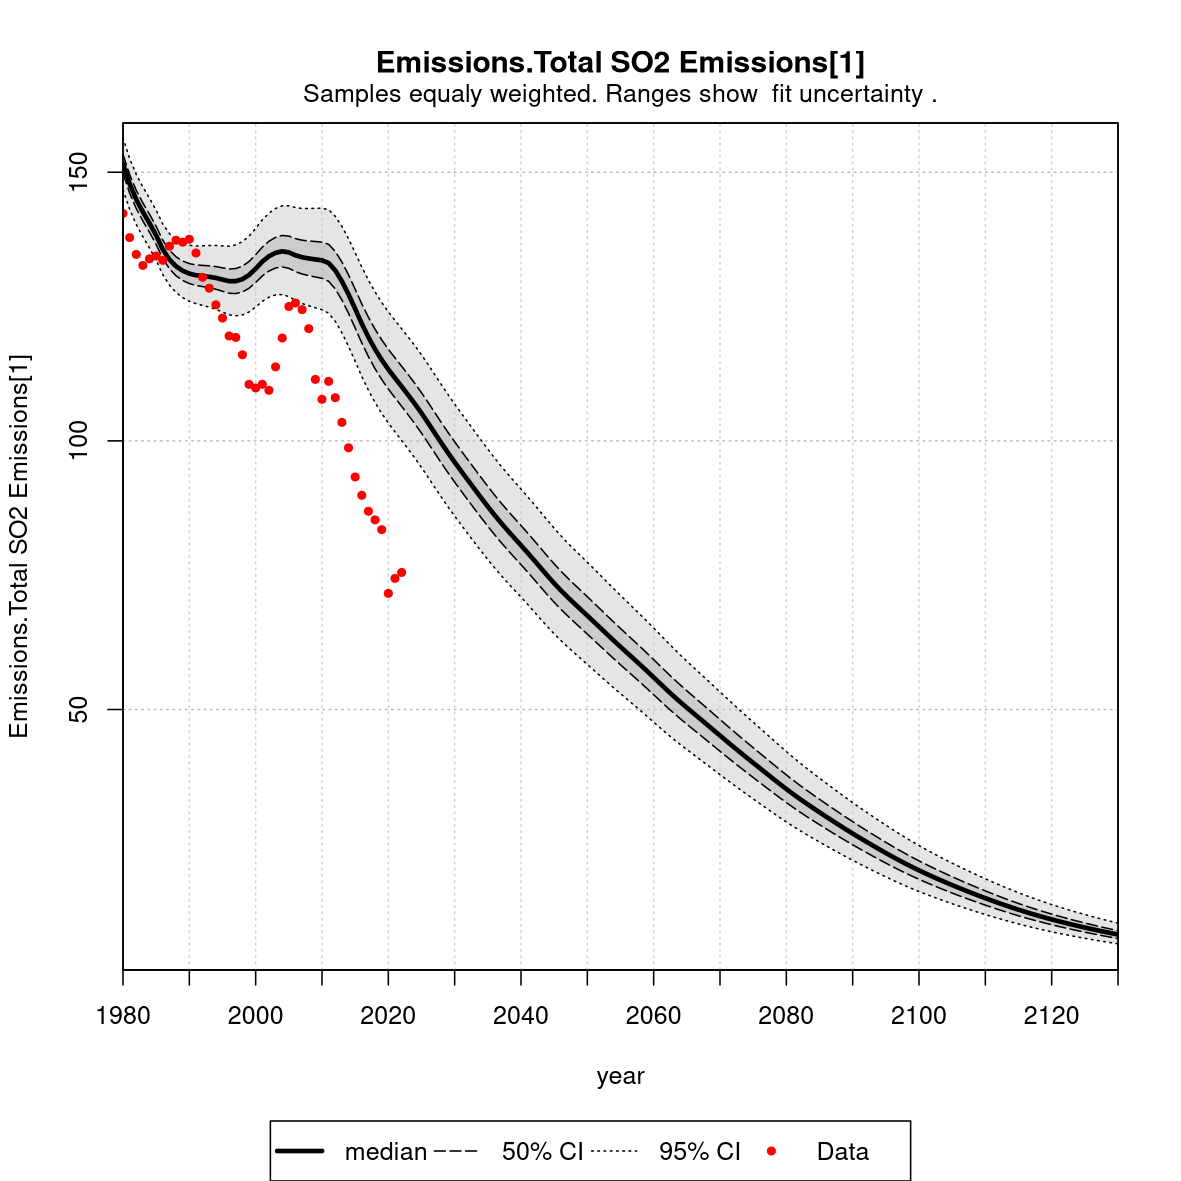 Emissions.Total SO2 Emissions[1]
Samples equaly weighted. Ranges show  fit uncertainty .
150
100
50
Emissions.Total SO2 Emissions[1]
1980 2000 2020 2040 2060 2080 2100 2120
year
median 50% CI 95% CI Data